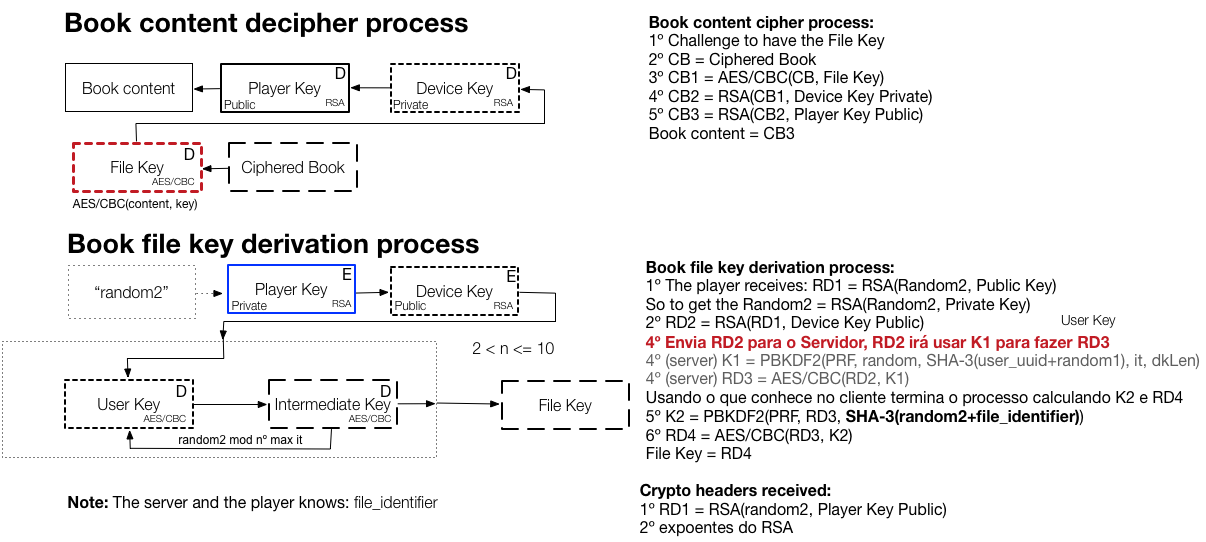 Book content decipher process
Book content
Player Key
D
Public
RSA
Device Key
D
Private
RSA
File Key
D
AES/CBC
Ciphered Book
AES/CBC(content, key)
Book content cipher process:
1º Challenge to have the File Key
2º CB = Ciphered Book
3º CB1 = AES/CBC(CB, File Key)
4º CB2 = RSA(CB1, Device Key Private)
5º CB3 = RSA(CB2, Player Key Public)
Book content = CB3
Book file key derivation process
“random2”
Player Key
E
Private
RSA
Device Key
E
Public
RSA
2 < n <= 10
User Key
D
AES/CBC
Intermediate Key
D
AES/CBC
File Key
random2 mod nº max it
Note: The server and the player knows: file_identifier
Book file key derivation process:
1º The player receives: RD1 = RSA(Random2, Public Key)
So to get the Random2 = RSA(Random2, Private Key)
2º RD2 = RSA(RD1, Device Key Public)
User Key
4º Envia RD2 para o Servidor, RD2 irá usar K1 para fazer RD3
4º (server) K1 = PBKDF2(PRF, random, SHA-3(user_uuid+random1), it, dkLen)
4º (server) RD3 = AES/CBC(RD2, K1)
Usando o que conhece no cliente termina o processo calculando K2 e RD4
5º K2 = PBKDF2(PRF, RD3, SHA-3(random2+file_identifier))
6º RD4 = AES/CBC(RD3, K2)
File Key = RD4
Crypto headers received:
1º RD1 = RSA(random2, Player Key Public)
2º expoentes do RSA